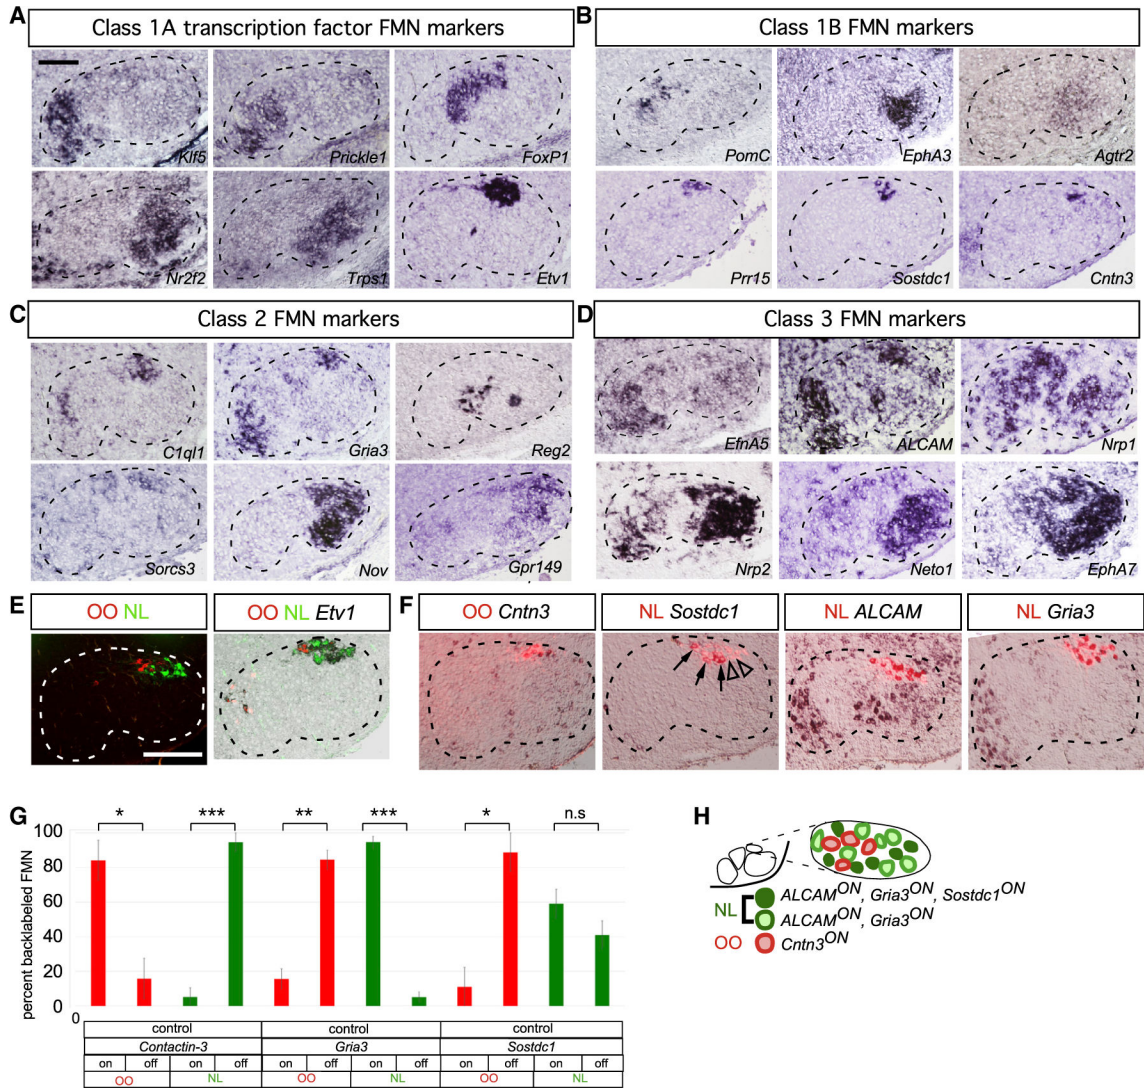 A
Class 1A transcription factor FMN markers
Klf5
Prickle1
FoxP1
Nr2f2
Trps1
Etv1
B
Class 1B FMN markers
PomC
EphA3
Agtr2
Prr15
Sostdc1
Cntn3
C
Class 2 FMN markers
C1ql1
Gria3
Reg2
Sorcs3
Nov
Gpr149
D
Class 3 FMN markers
EfnA5
ALCAM
Nrp1
Nrp2
Neto1
EphA7
E
OO NL
OO NL Etv1
F
OO Cntn3
NL Sostdc1
NL ALCAM
NL Gria3
G
percent backlabeled FMN
100
80
60
40
20
0
0
* *** ** *** * n.s
control control control
Contactin-3 Gria3 Sostdc1
on off on off on off on off on off on off
OO NL OO NL OO NL
H
NL
ALCAM^ON, Gria3^ON, Sostdc1^ON
ALCAM^ON, Gria3^ON
OO Cntn3^ON